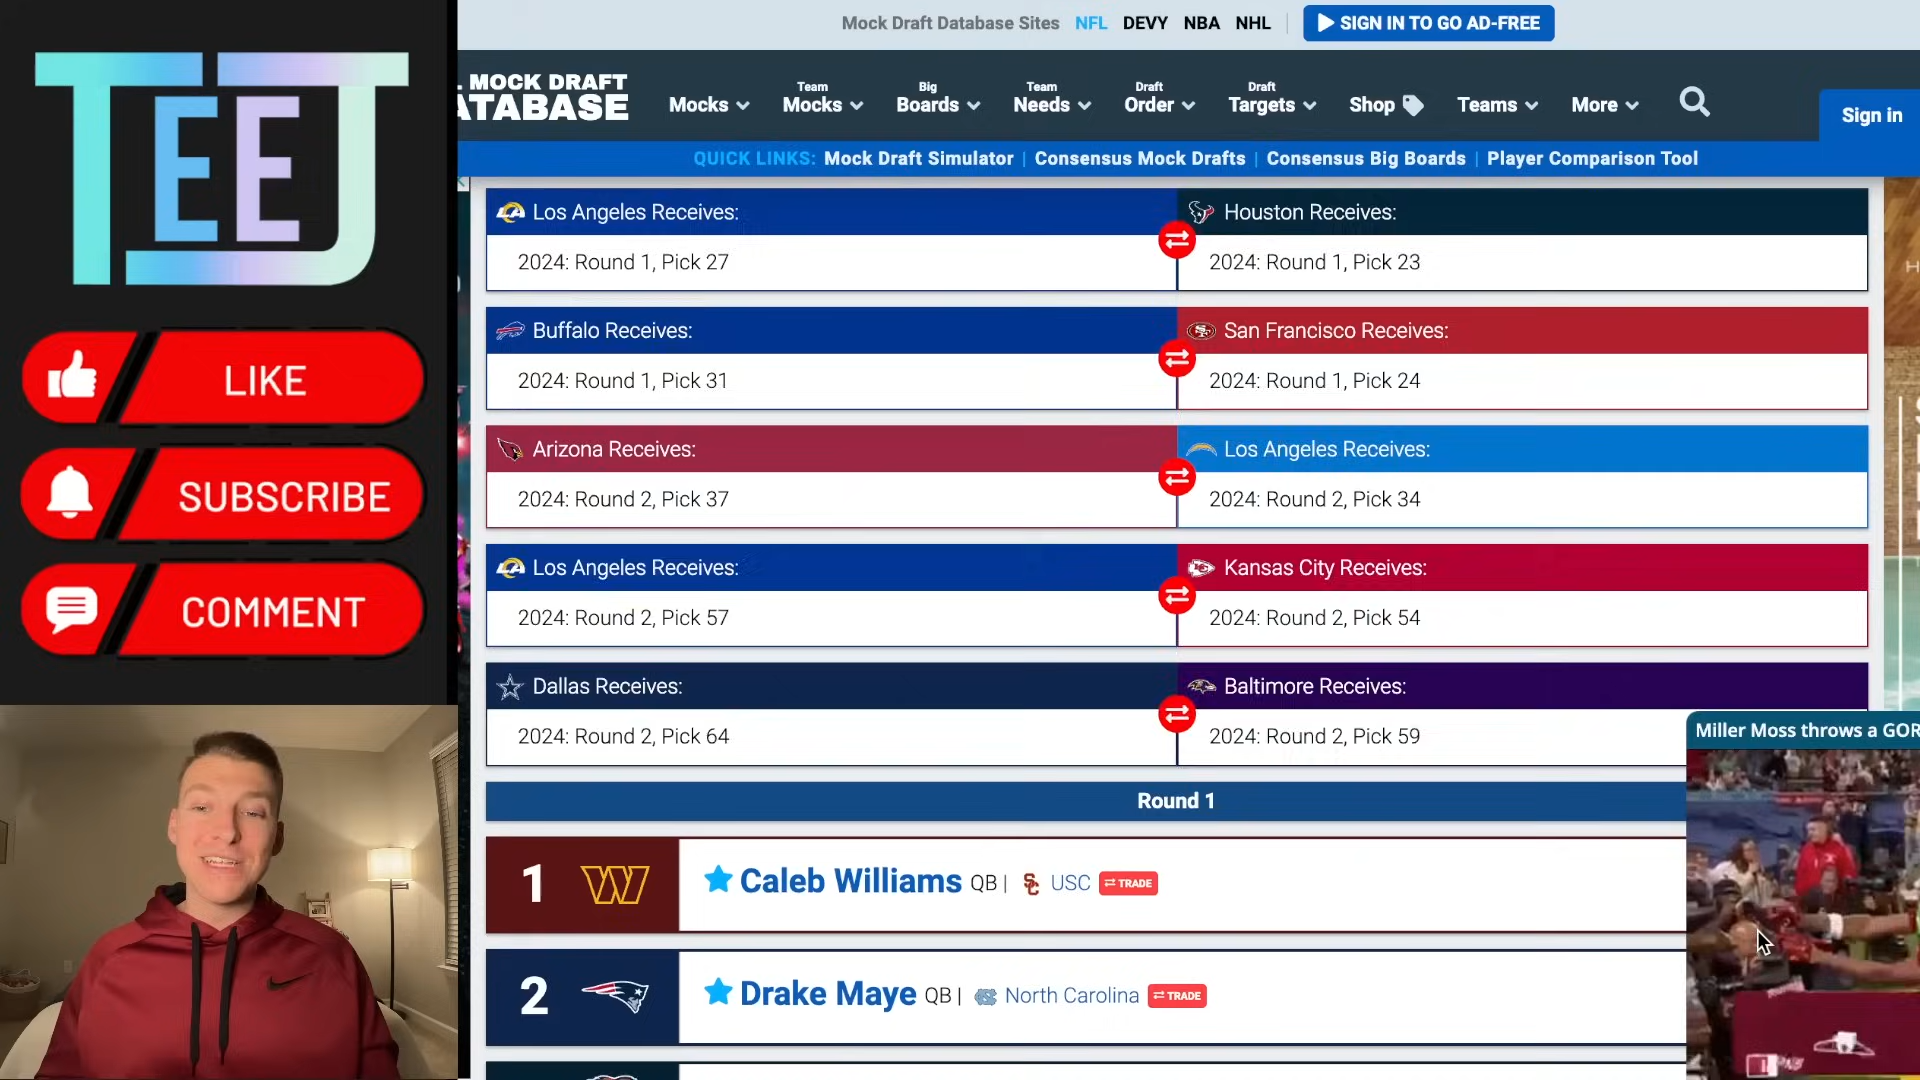 TEEJ
LIKE
SUBSCRIBE
COMMENT
Mock Draft Database Sites NFL DEVY NBA NHL SIGN IN TO GO AD-FREE
MOCK DRAFT
ATABASE
Mocks
Team
Mocks
Big
Boards
Team
Needs
Draft
Order
Draft
Targets
Shop
Teams
More
Sign in
QUICK LINKS: Mock Draft Simulator | Consensus Mock Drafts | Consensus Big Boards | Player Comparison Tool
Los Angeles Receives: Houston Receives:
2024: Round 1, Pick 27 2024: Round 1, Pick 23
Buffalo Receives: San Francisco Receives:
2024: Round 1, Pick 31 2024: Round 1, Pick 24
Arizona Receives: Los Angeles Receives:
2024: Round 2, Pick 37 2024: Round 2, Pick 34
Los Angeles Receives: Kansas City Receives:
2024: Round 2, Pick 57 2024: Round 2, Pick 54
Dallas Receives: Baltimore Receives:
2024: Round 2, Pick 64 2024: Round 2, Pick 59
Miller Moss throws a GOR
Round 1
1 W Caleb Williams QB | SC USC TRADE
2 Drake Maye QB | NC North Carolina TRADE